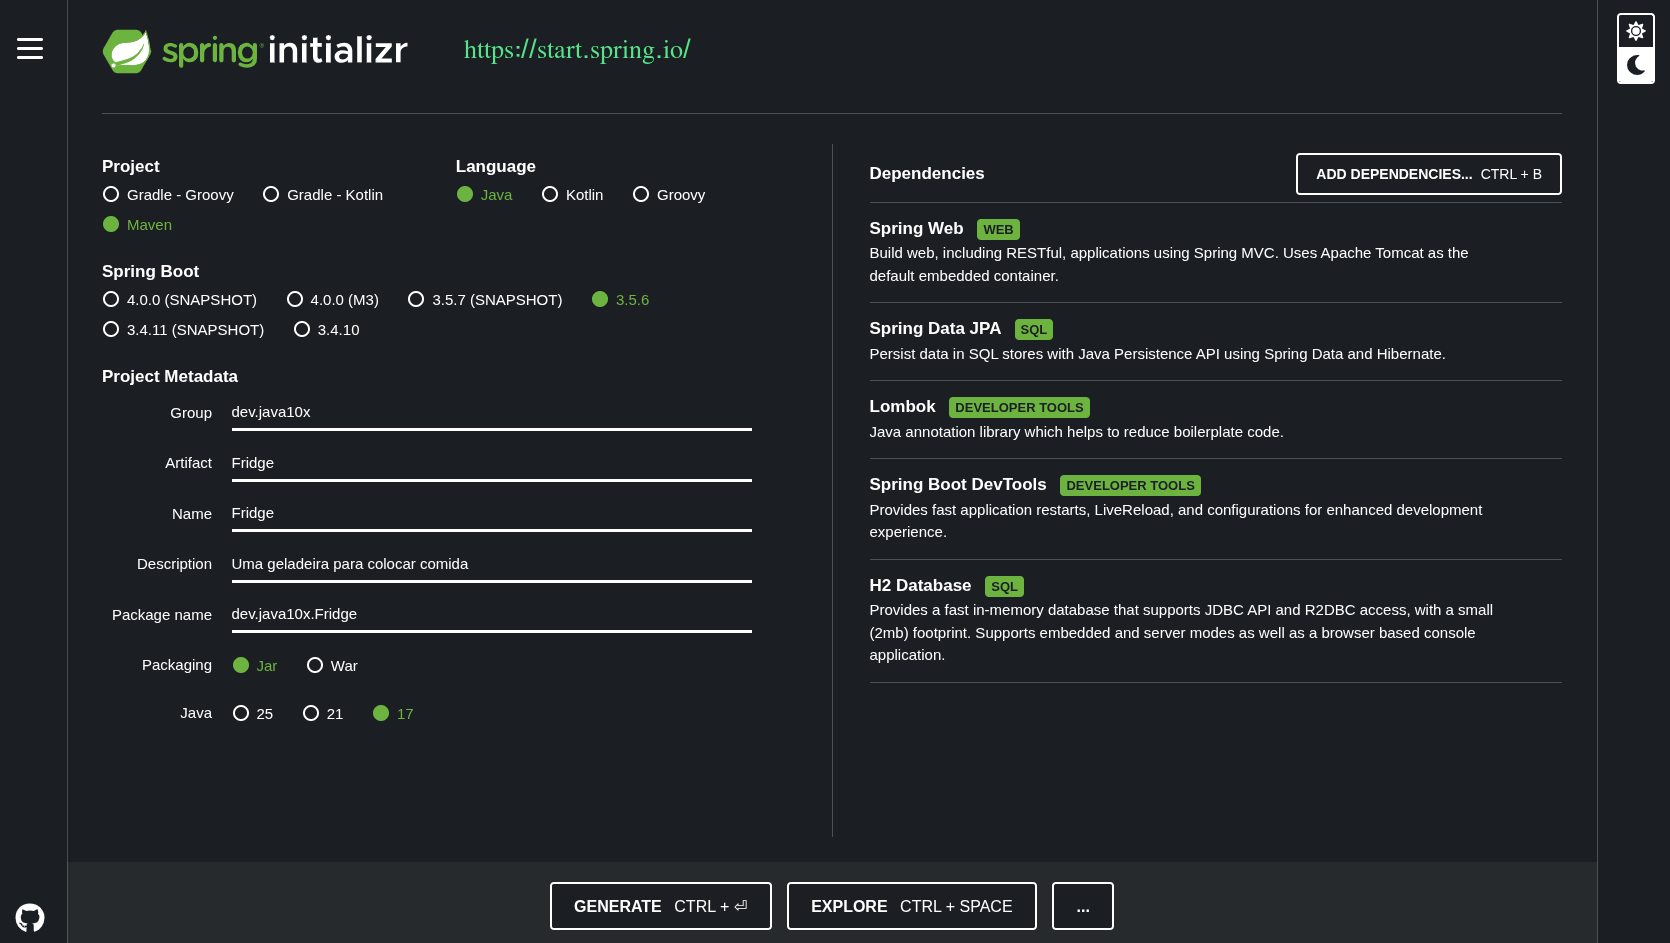 spring initializr
https://start.spring.io/
Project
Gradle - Groovy Gradle - Kotlin
Maven
Language
Java Kotlin Groovy
Spring Boot
4.0.0 (SNAPSHOT) 4.0.0 (M3) 3.5.7 (SNAPSHOT) 3.5.6
3.4.11 (SNAPSHOT) 3.4.10
Project Metadata
Group dev.java10x
Artifact Fridge
Name Fridge
Description Uma geladeira para colocar comida
Package name dev.java10x.Fridge
Packaging Jar War
Java 25 21 17
Dependencies ADD DEPENDENCIES... CTRL + B
Spring Web WEB
Build web, including RESTful, applications using Spring MVC. Uses Apache Tomcat as the
default embedded container.
Spring Data JPA SQL
Persist data in SQL stores with Java Persistence API using Spring Data and Hibernate.
Lombok DEVELOPER TOOLS
Java annotation library which helps to reduce boilerplate code.
Spring Boot DevTools DEVELOPER TOOLS
Provides fast application restarts, LiveReload, and configurations for enhanced development
experience.
H2 Database SQL
Provides a fast in-memory database that supports JDBC API and R2DBC access, with a small
(2mb) footprint. Supports embedded and server modes as well as a browser based console
application.
GENERATE CTRL + ⏎ EXPLORE CTRL + SPACE ...